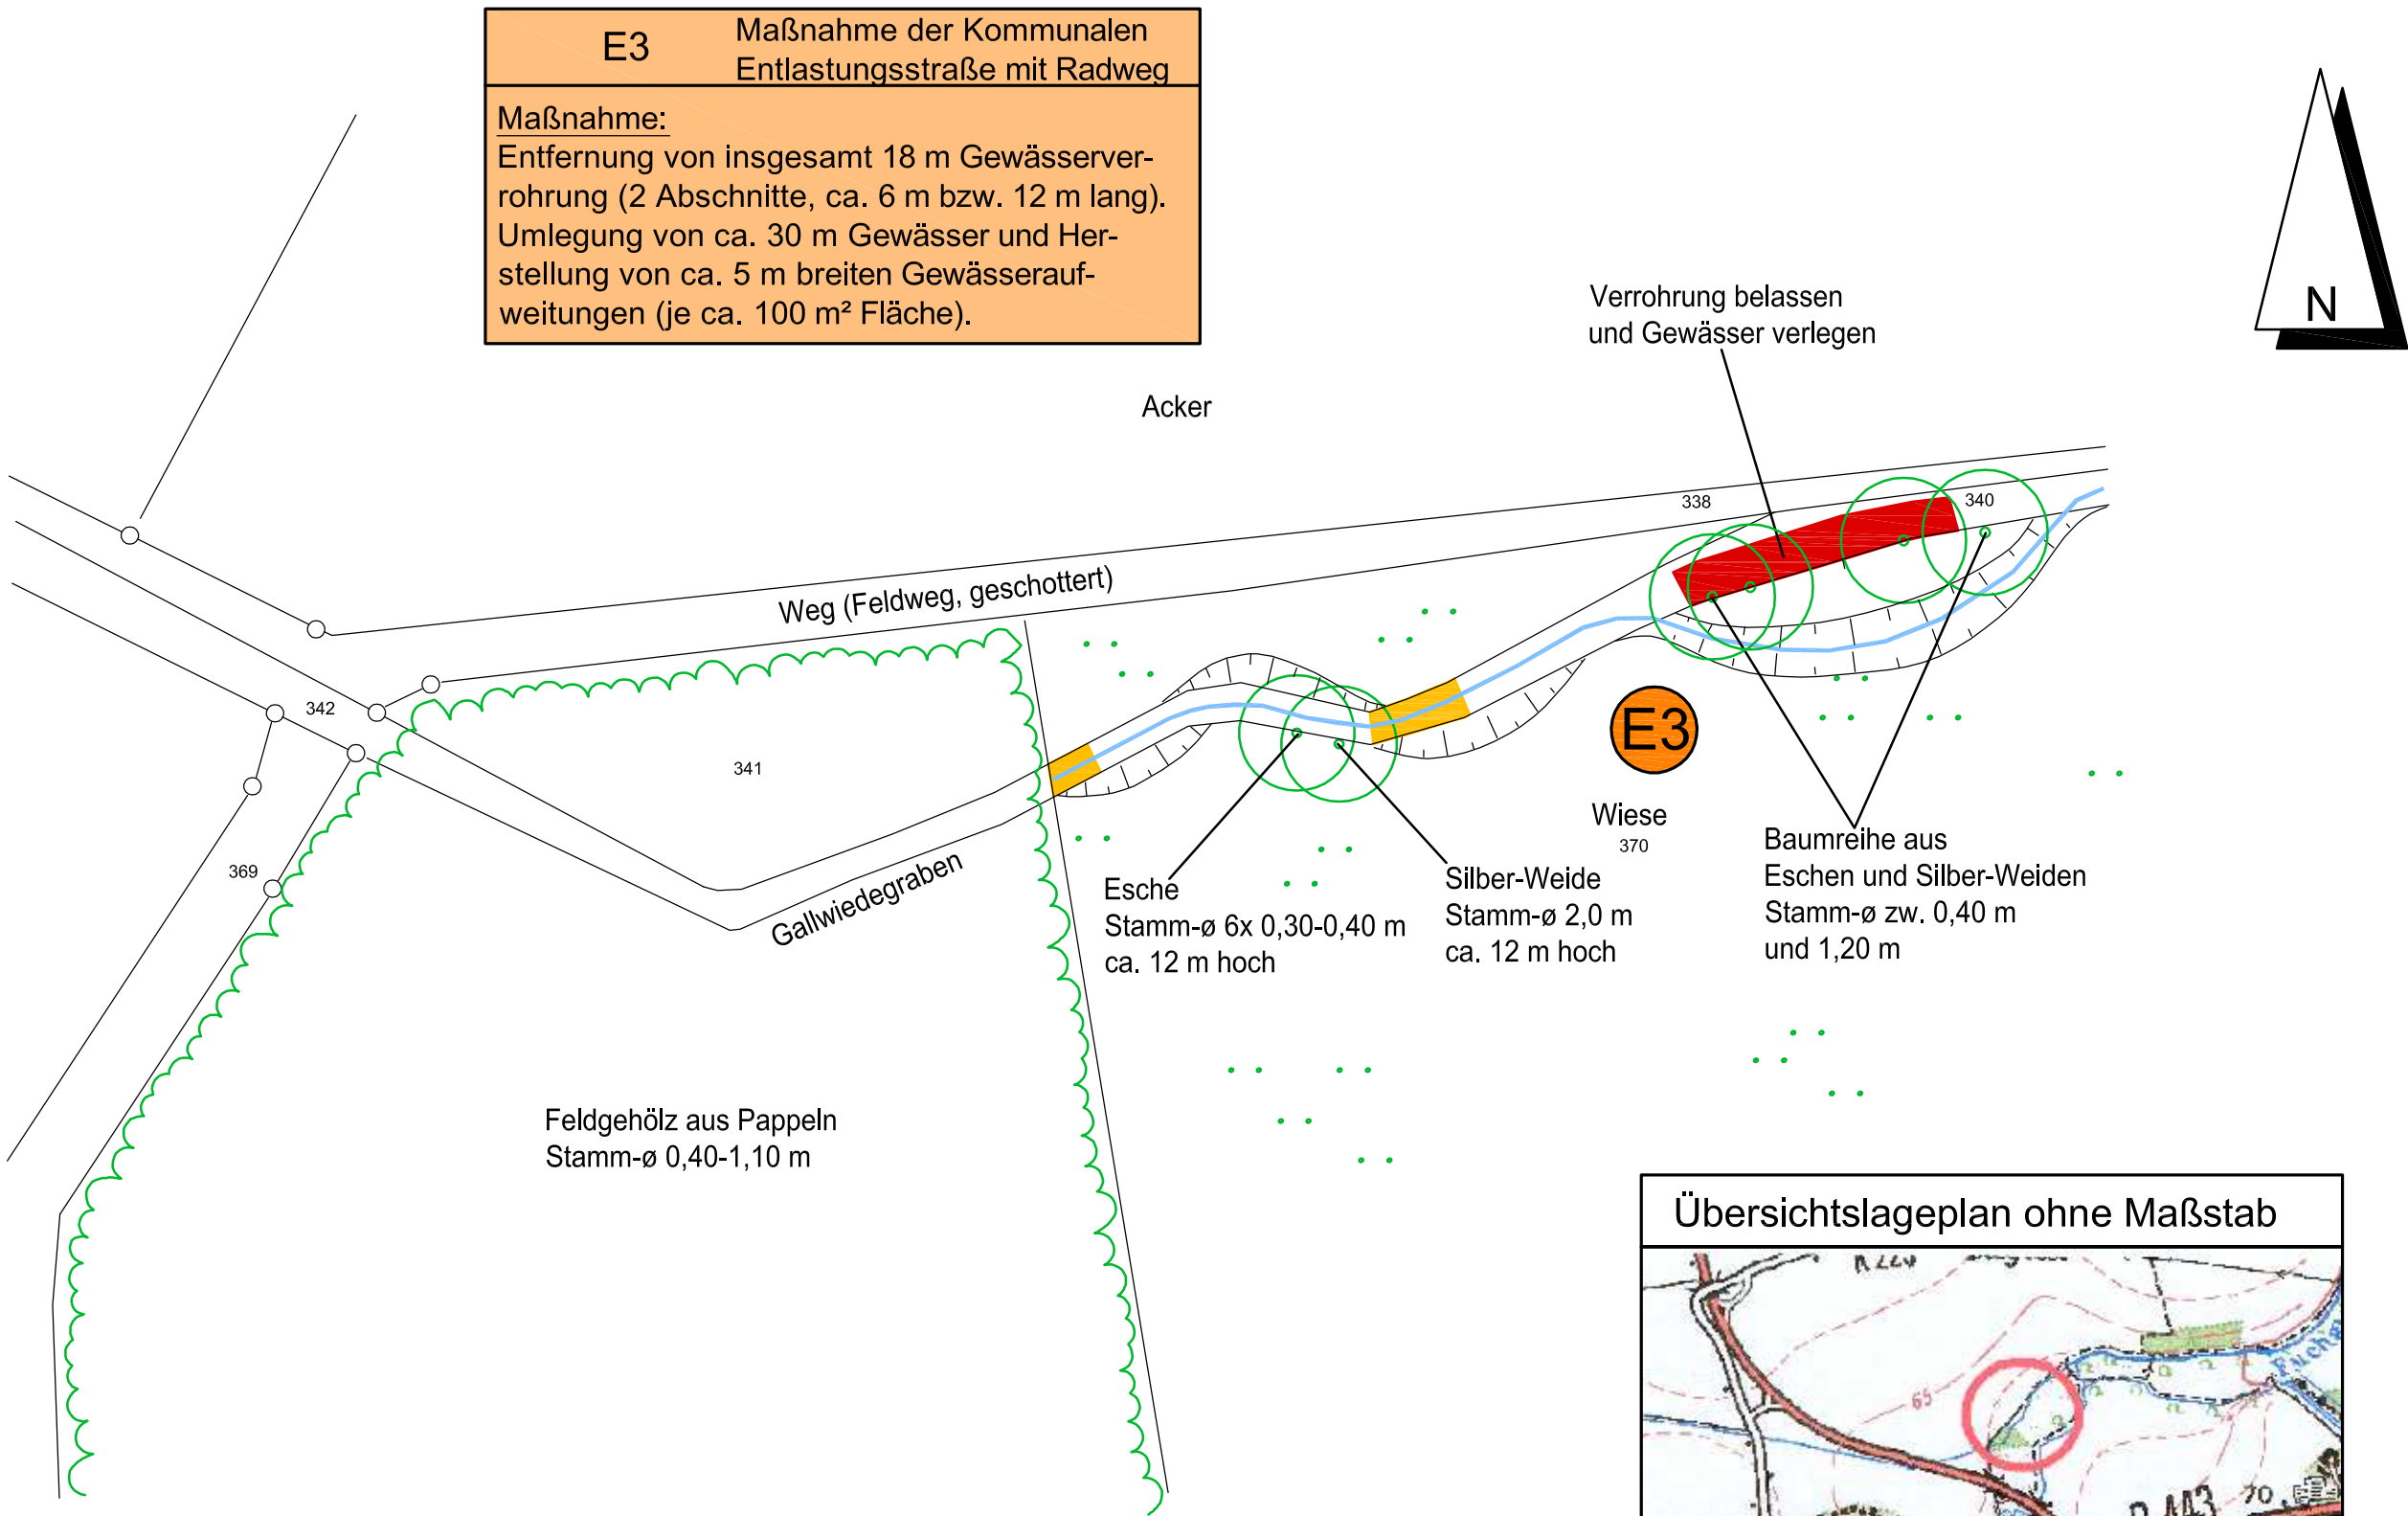 E3
Maßnahme der Kommunalen
Entlastungsstraße mit Radweg
Maßnahme:
Entfernung von insgesamt 18 m Gewässerver-
rohrung (2 Abschnitte, ca. 6 m bzw. 12 m lang).
Umlegung von ca. 30 m Gewässer und Her-
stellung von ca. 5 m breiten Gewässerauf-
weitungen (je ca. 100 m² Fläche).
N
Verrohrung belassen
und Gewässer verlegen
Acker
338
340
Weg (Feldweg, geschottert)
342
341
E3
Wiese
370
369
Gallwiedegraben
Esche
Stamm-ø 6x 0,30-0,40 m
ca. 12 m hoch
Silber-Weide
Stamm-ø 2,0 m
ca. 12 m hoch
Baumreihe aus
Eschen und Silber-Weiden
Stamm-ø zw. 0,40 m
und 1,20 m
Feldgehölz aus Pappeln
Stamm-ø 0,40-1,10 m
Übersichtslageplan ohne Maßstab
65
70